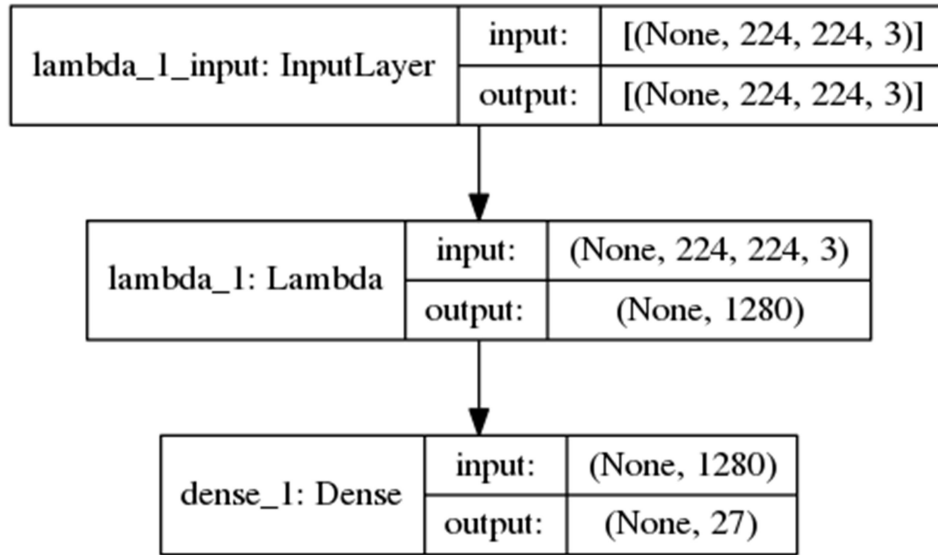 lambda_1_input: InputLayer
input:
[(None, 224, 224, 3)]
output:
[(None, 224, 224, 3)]
lambda_1: Lambda
input:
(None, 224, 224, 3)
output:
(None, 1280)
dense_1: Dense
input:
(None, 1280)
output:
(None, 27)